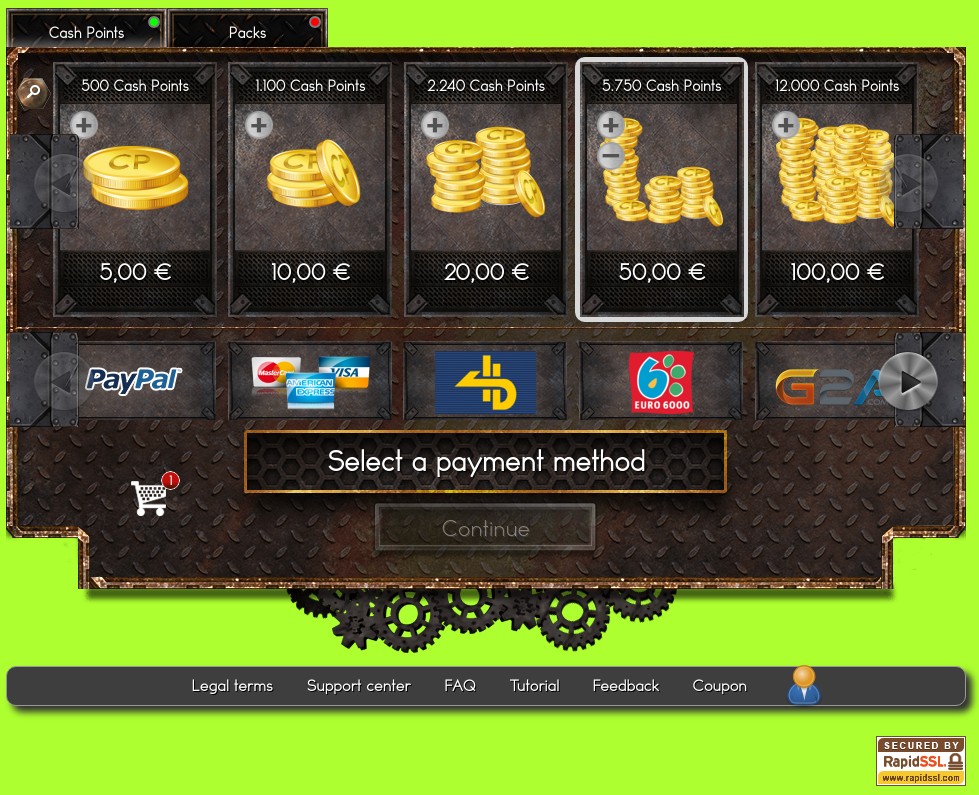 Cash Points
Packs
500 Cash Points
1.100 Cash Points
2.240 Cash Points
5.750 Cash Points
12.000 Cash Points
CP
CP
CP
CP
CP
5,00 €
10,00 €
20,00 €
50,00 €
100,00 €
PayPal
MasterCard
VISA
AMERICAN EXPRESS
6
EURO 6000
G2A
.COM
Select a payment method
1
Continue
Legal terms
Support center
FAQ
Tutorial
Feedback
Coupon
SECURED BY
RapidSSL
www.rapidssl.com